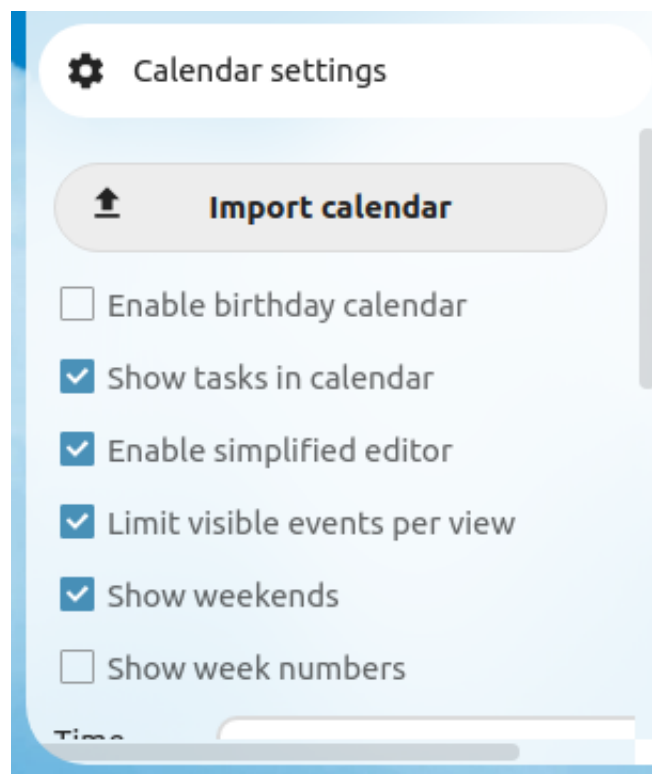 Calendar settings
Import calendar
Enable birthday calendar
Show tasks in calendar
Enable simplified editor
Limit visible events per view
Show weekends
Show week numbers
Time